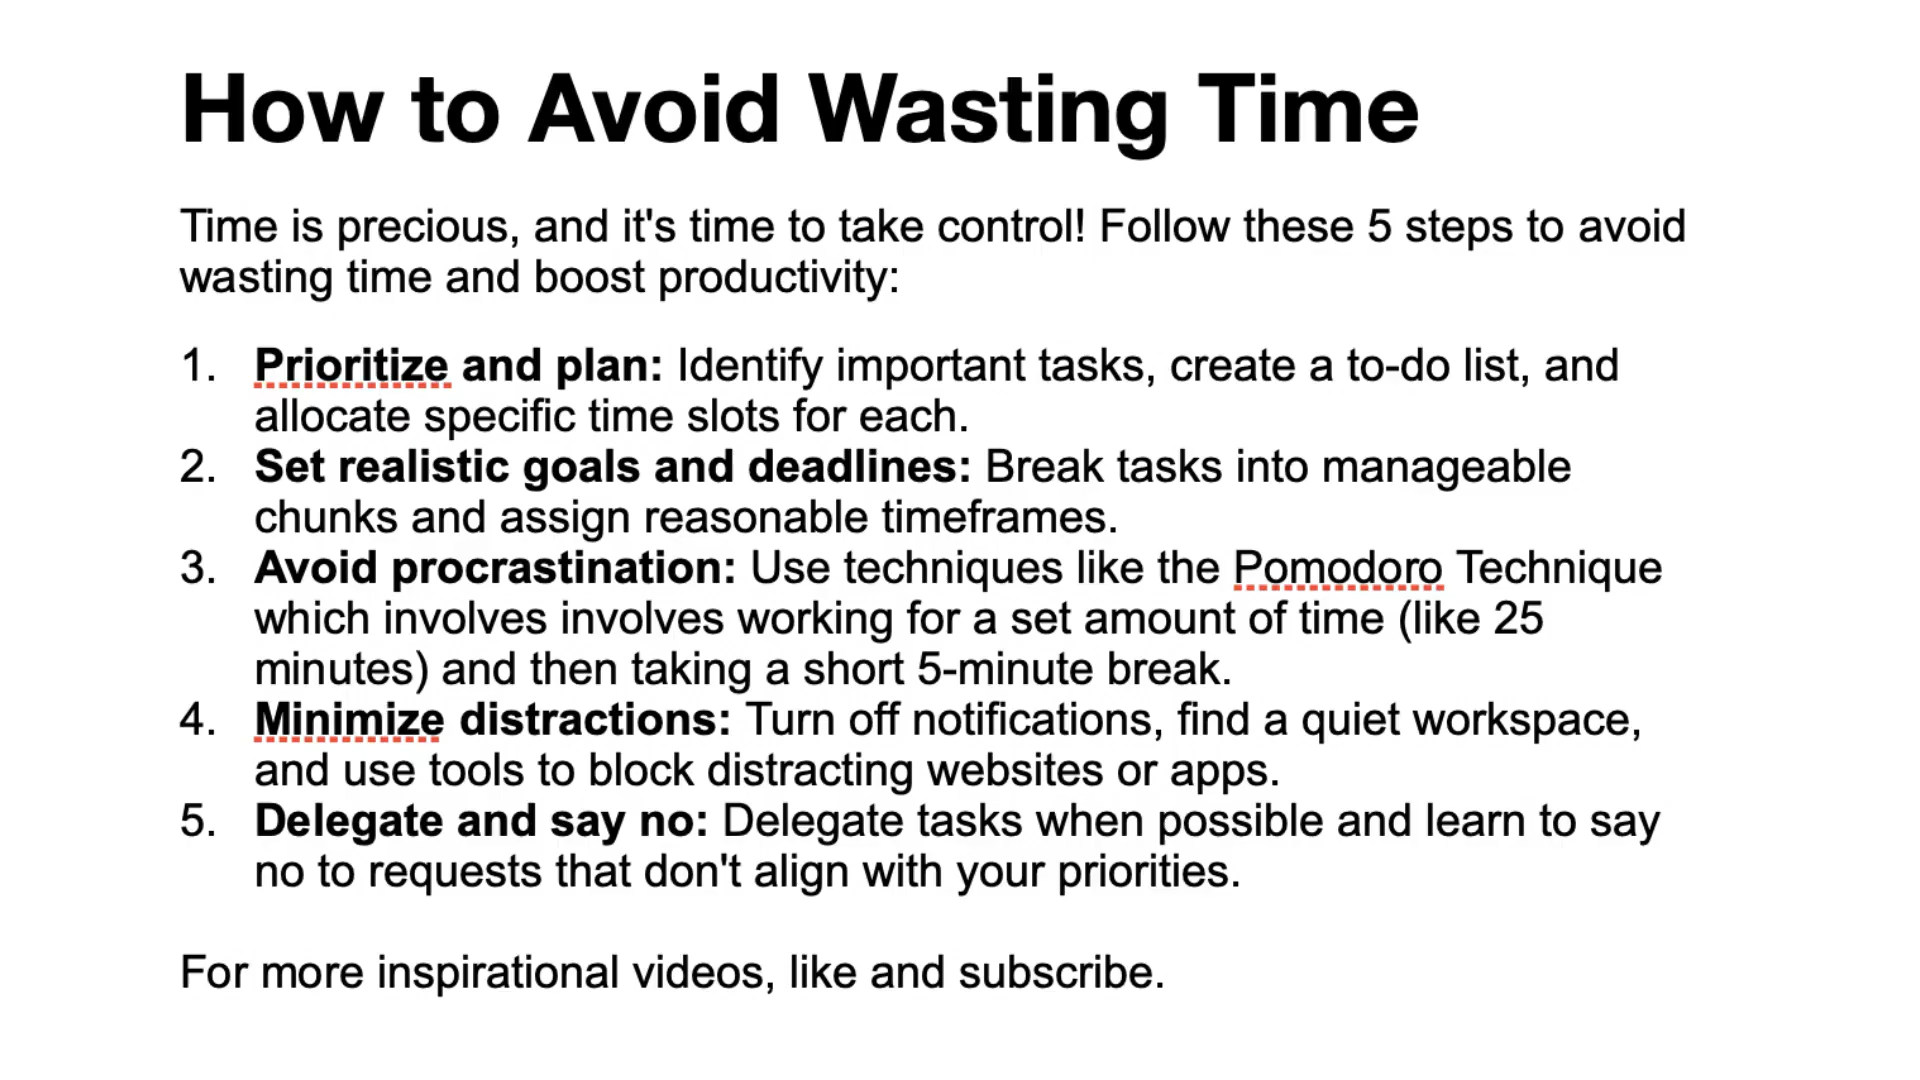 How to Avoid Wasting Time
Time is precious, and it's time to take control! Follow these 5 steps to avoid
wasting time and boost productivity:
1. Prioritize and plan: Identify important tasks, create a to-do list, and
allocate specific time slots for each.
2. Set realistic goals and deadlines: Break tasks into manageable
chunks and assign reasonable timeframes.
3. Avoid procrastination: Use techniques like the Pomodoro Technique
which involves involves working for a set amount of time (like 25
minutes) and then taking a short 5-minute break.
4. Minimize distractions: Turn off notifications, find a quiet workspace,
and use tools to block distracting websites or apps.
5. Delegate and say no: Delegate tasks when possible and learn to say
no to requests that don't align with your priorities.
For more inspirational videos, like and subscribe.